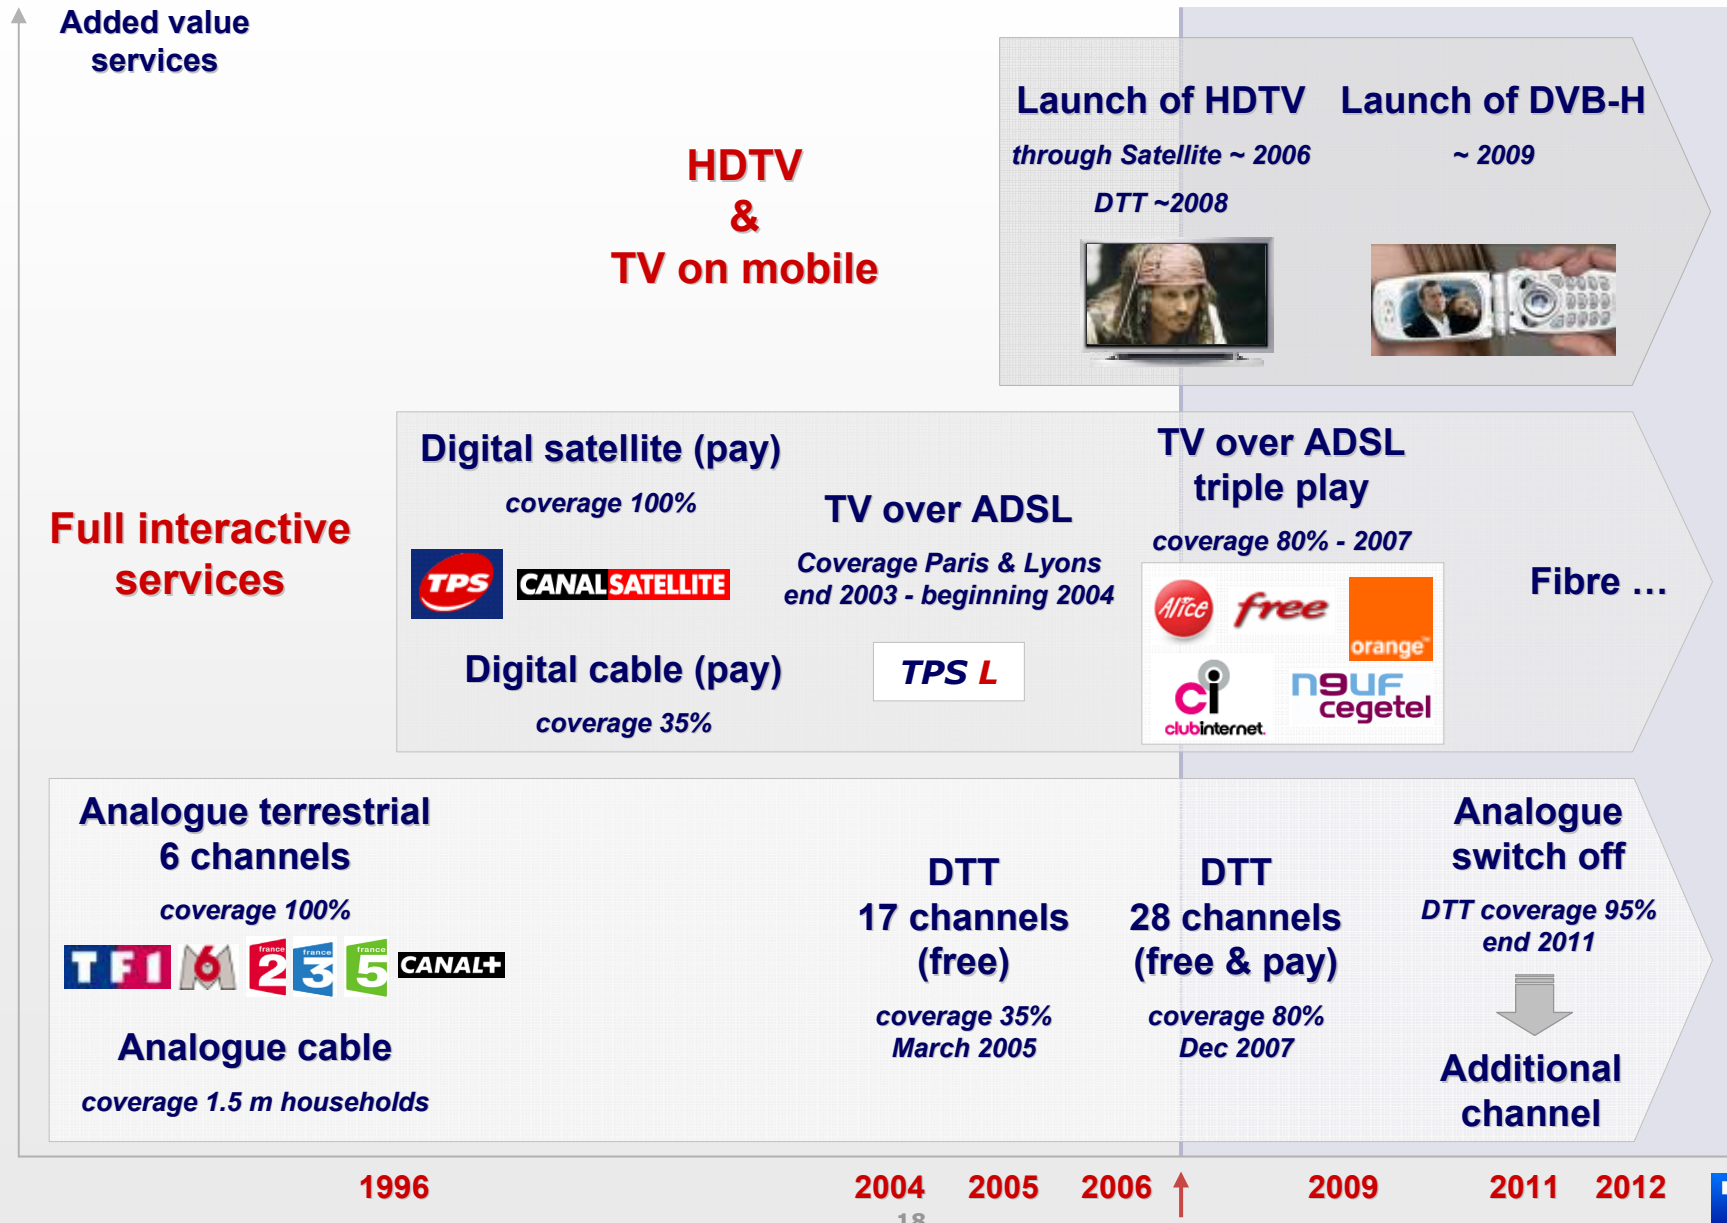 Added value
services
HDTV
&
TV on mobile
Launch of HDTV
through Satellite ~ 2006
DTT ~2008
Launch of DVB-H
~ 2009
Full interactive
services
Digital satellite (pay)
coverage 100%
TPS
CANALSATELLITE
Digital cable (pay)
coverage 35%
TV over ADSL
Coverage Paris & Lyons
end 2003 - beginning 2004
TPS L
TV over ADSL
triple play
coverage 80% - 2007
Alice
free
orange™
ci
clubinternet.
neuf
cegetel
Fibre …
Analogue terrestrial
6 channels
coverage 100%
TF1
6
france
2
france
3
france
5
CANAL+
Analogue cable
coverage 1.5 m households
DTT
17 channels
(free)
coverage 35%
March 2005
DTT
28 channels
(free & pay)
coverage 80%
Dec 2007
Analogue
switch off
DTT coverage 95%
end 2011
Additional
channel
1996
2004
2005
2006
2009
2011
2012
18